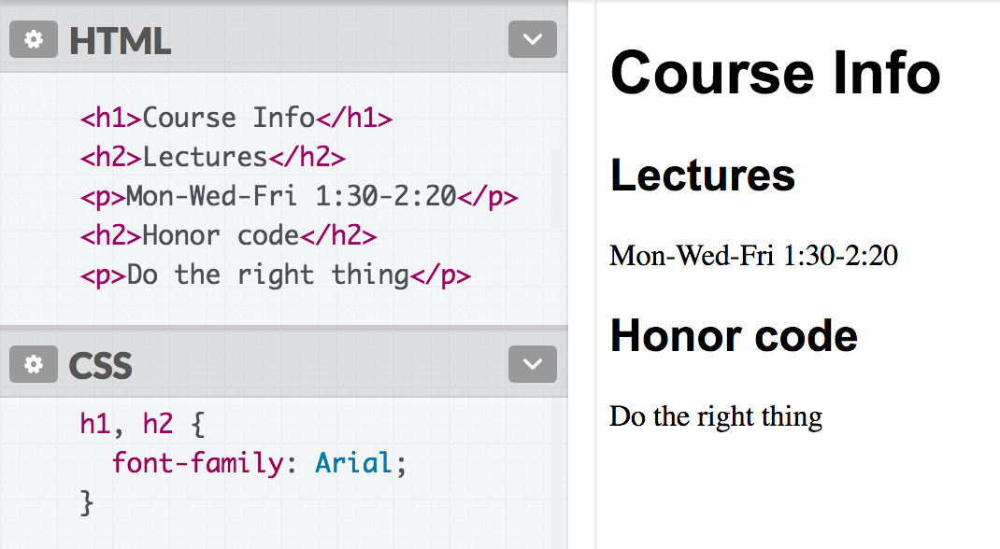 HTML
<h1>Course Info</h1>
<h2>Lectures</h2>
<p>Mon-Wed-Fri 1:30-2:20</p>
<h2>Honor code</h2>
<p>Do the right thing</p>
CSS
h1, h2 {
  font-family: Arial;
}
Course Info
Lectures
Mon-Wed-Fri 1:30-2:20
Honor code
Do the right thing